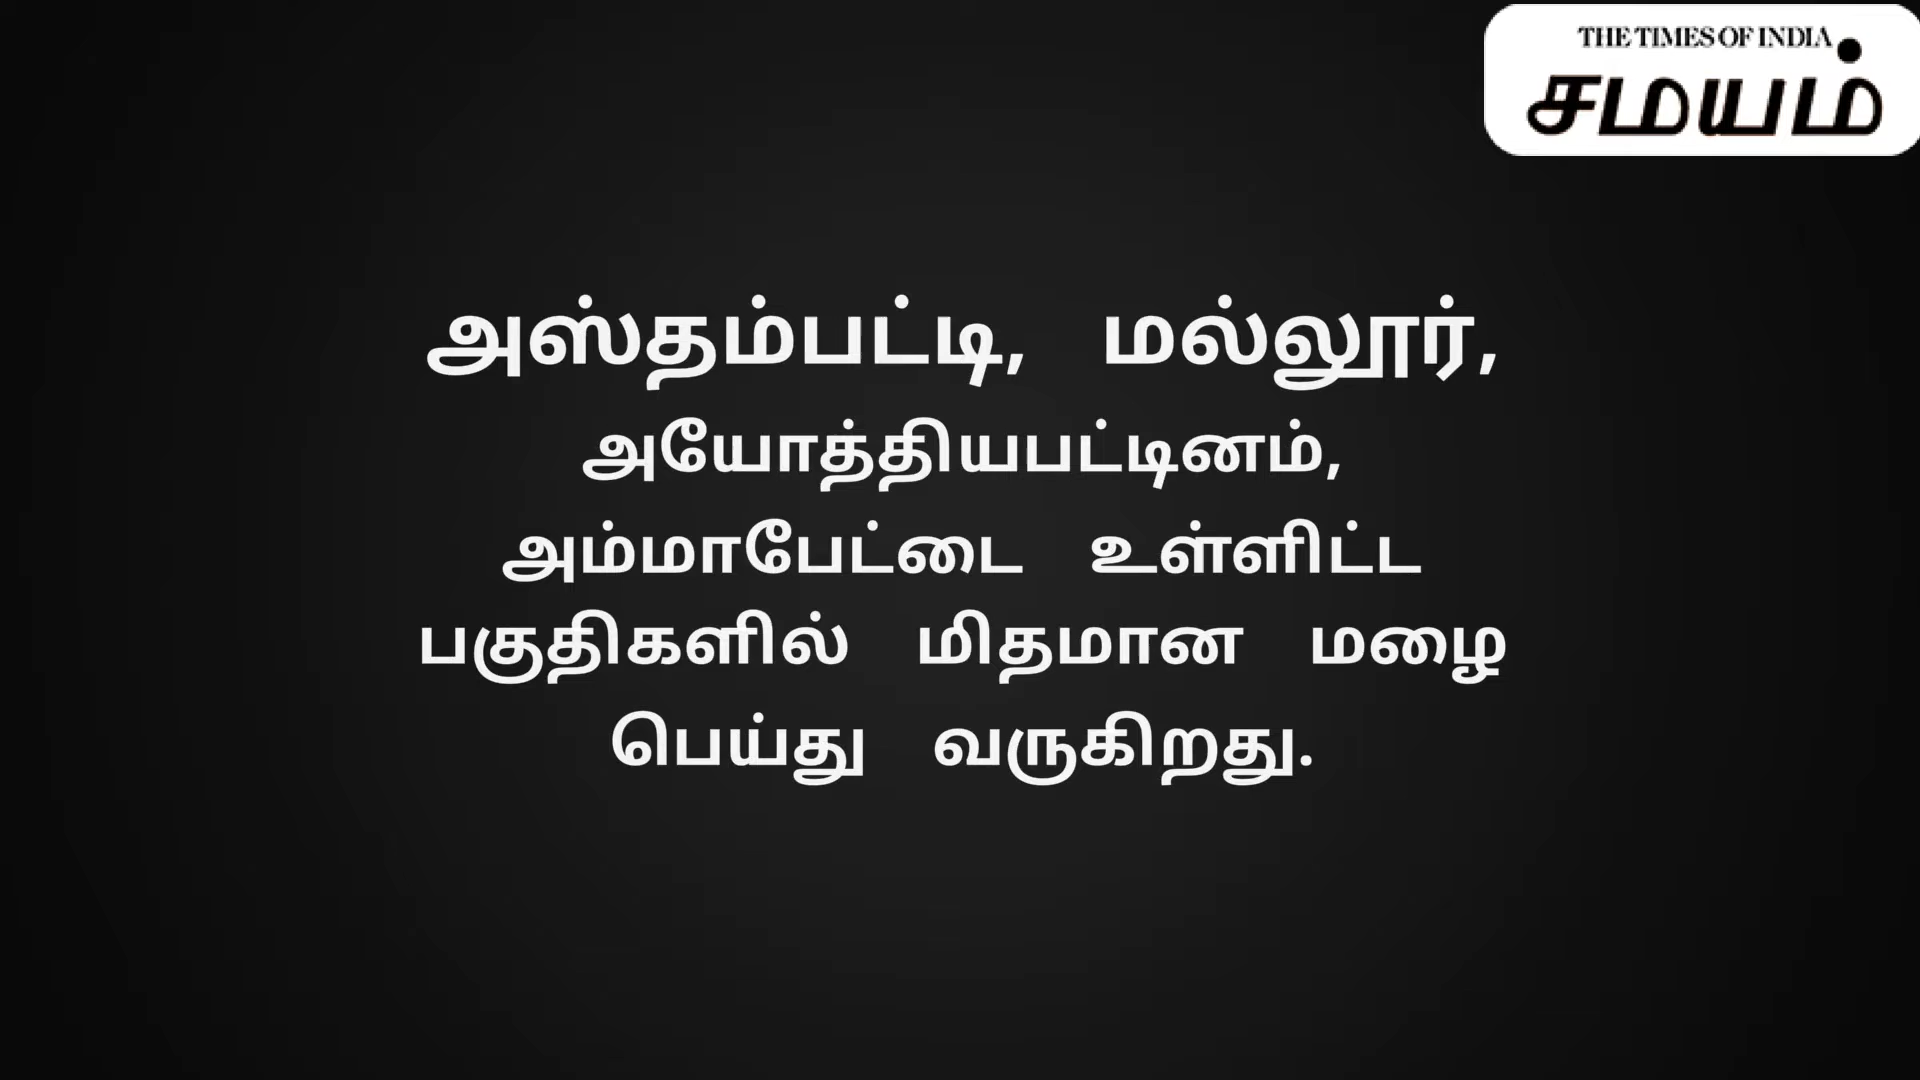 THE TIMES OF INDIA
சமயம்
அஸ்தம்பட்டி, மல்லூர்,
அயோத்தியபட்டினம்,
அம்மாபேட்டை உள்ளிட்ட
பகுதிகளில் மிதமான மழை
பெய்து வருகிறது.